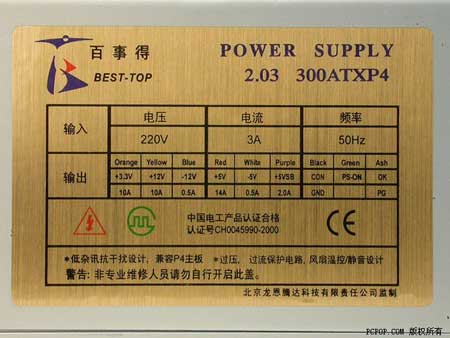 百事得
BEST-TOP
POWER SUPPLY
2.03 300ATXP4
输入 电压 电流 频率
220V 3A 50Hz
输出 Orange Yellow Blue Red White Purple Black Green Ash
+3.3V +12V -12V +5V -5V +5VSB CON PS-ON OK
10A 10A 0.5A 14A 0.5A 2.0A GND PG
中国电工产品认证合格
认证号CH0045990-2000
CE
*低杂讯抗干扰设计,兼容P4主板 *过压,过流保护电路,风扇温控/静音设计
警告:非专业维修人员请勿自行开启此盖。
北京龙恩腾达科技有限责任公司监制
PCPOP.COM 版权所有